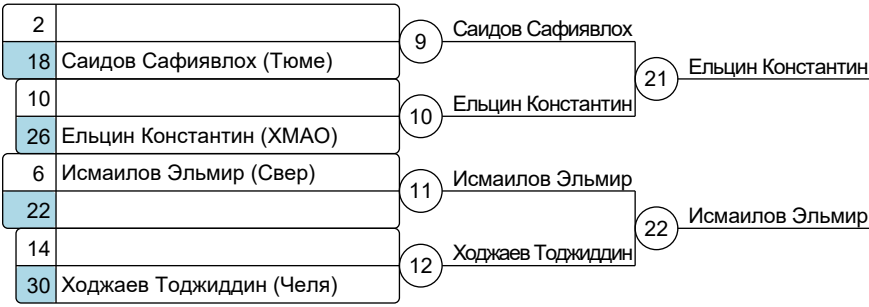 2
9
Саидов Сафиявлох
18 Саидов Сафиявлох (Тюме)
21
Ельцин Константин
10
10
Ельцин Константин
26 Ельцин Константин (ХМАО)
6 Исмаилов Эльмир (Свер)
11
Исмаилов Эльмир
22
22
Исмаилов Эльмир
14
12
Ходжаев Тоджиддин
30 Ходжаев Тоджиддин (Челя)